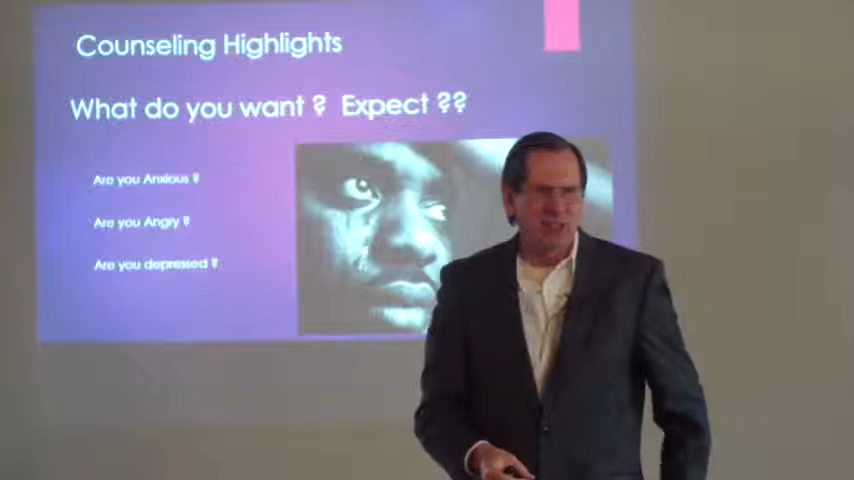 Counseling Highlights
What do you want ? Expect ??
Are you Anxious ?
Are you Angry ?
Are you depressed ?